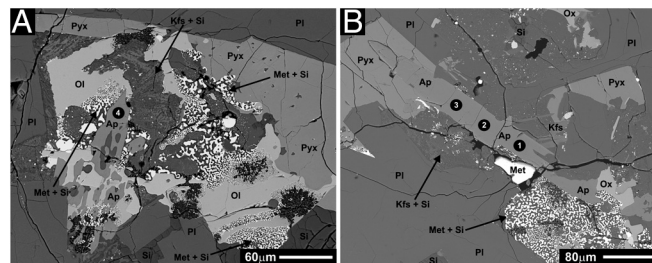 A
Kfs + Si
Pyx
Pl
Met + Si
Ol
4
Ap
Pl
Pyx
Met + Si
Ap
Ol
Pl
Si
Met + Si
60μm
B
Ox
Pl
Si
Pyx
Ap
Pyx
3
2
Kfs
Ap
1
Pl
Met
Kfs + Si
Ap
Ox
Met + Si
Pl
Pl
80μm